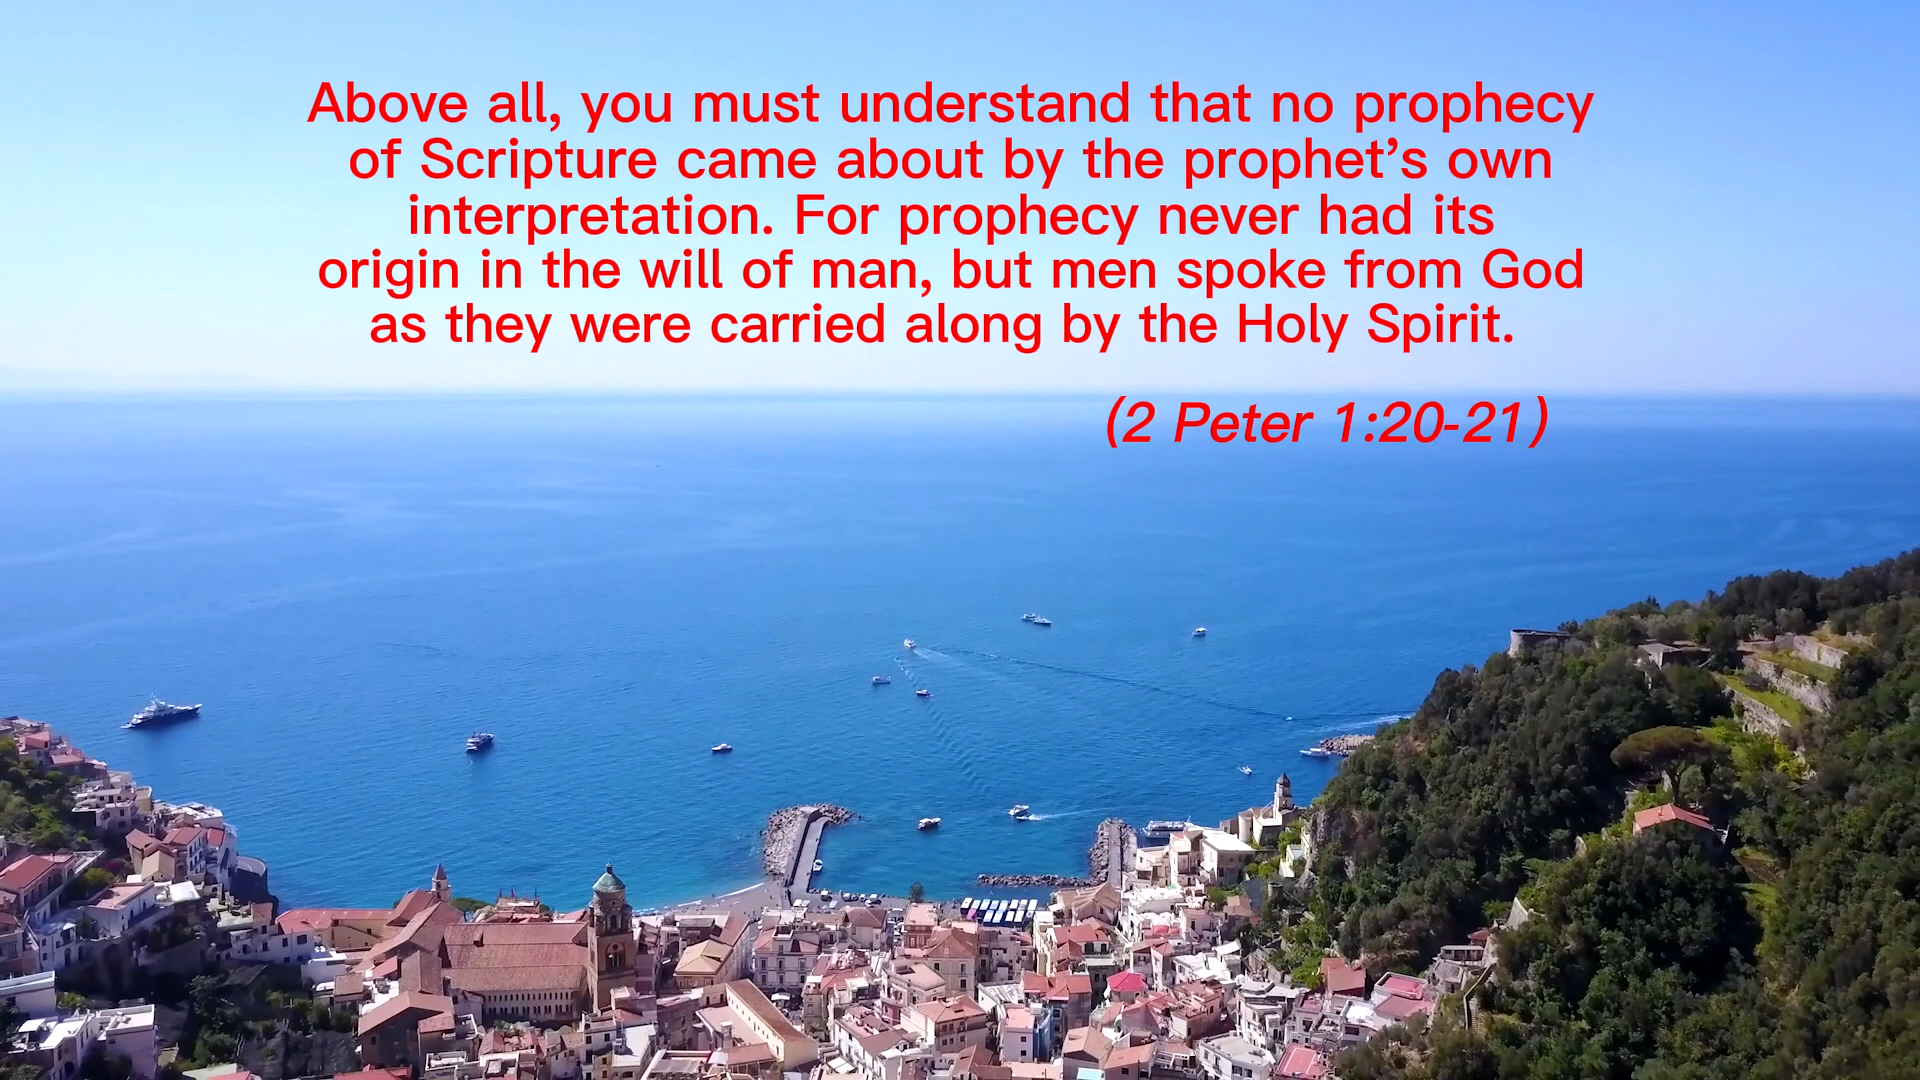 Above all, you must understand that no prophecy
of Scripture came about by the prophet’s own
interpretation. For prophecy never had its
origin in the will of man, but men spoke from God
as they were carried along by the Holy Spirit.
(2 Peter 1:20-21)